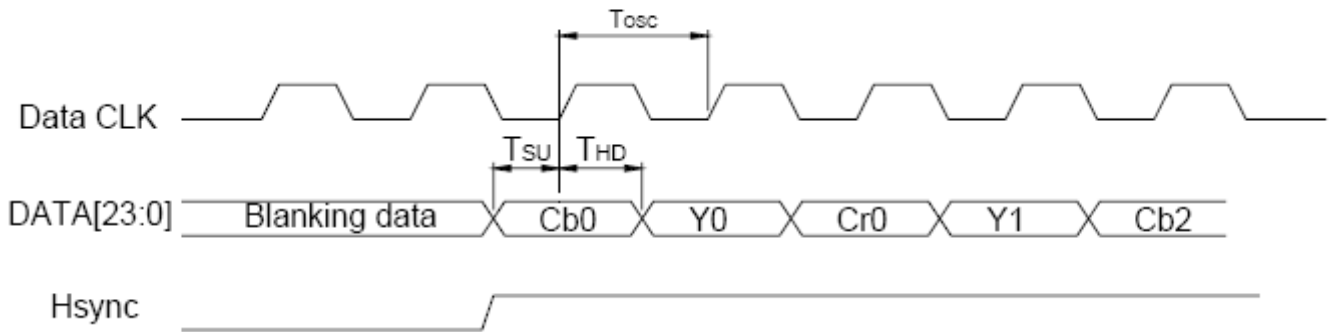 Tosc
Data CLK
TSU THD
DATA[23:0] Blanking data Cb0 Y0 Cr0 Y1 Cb2
Hsync